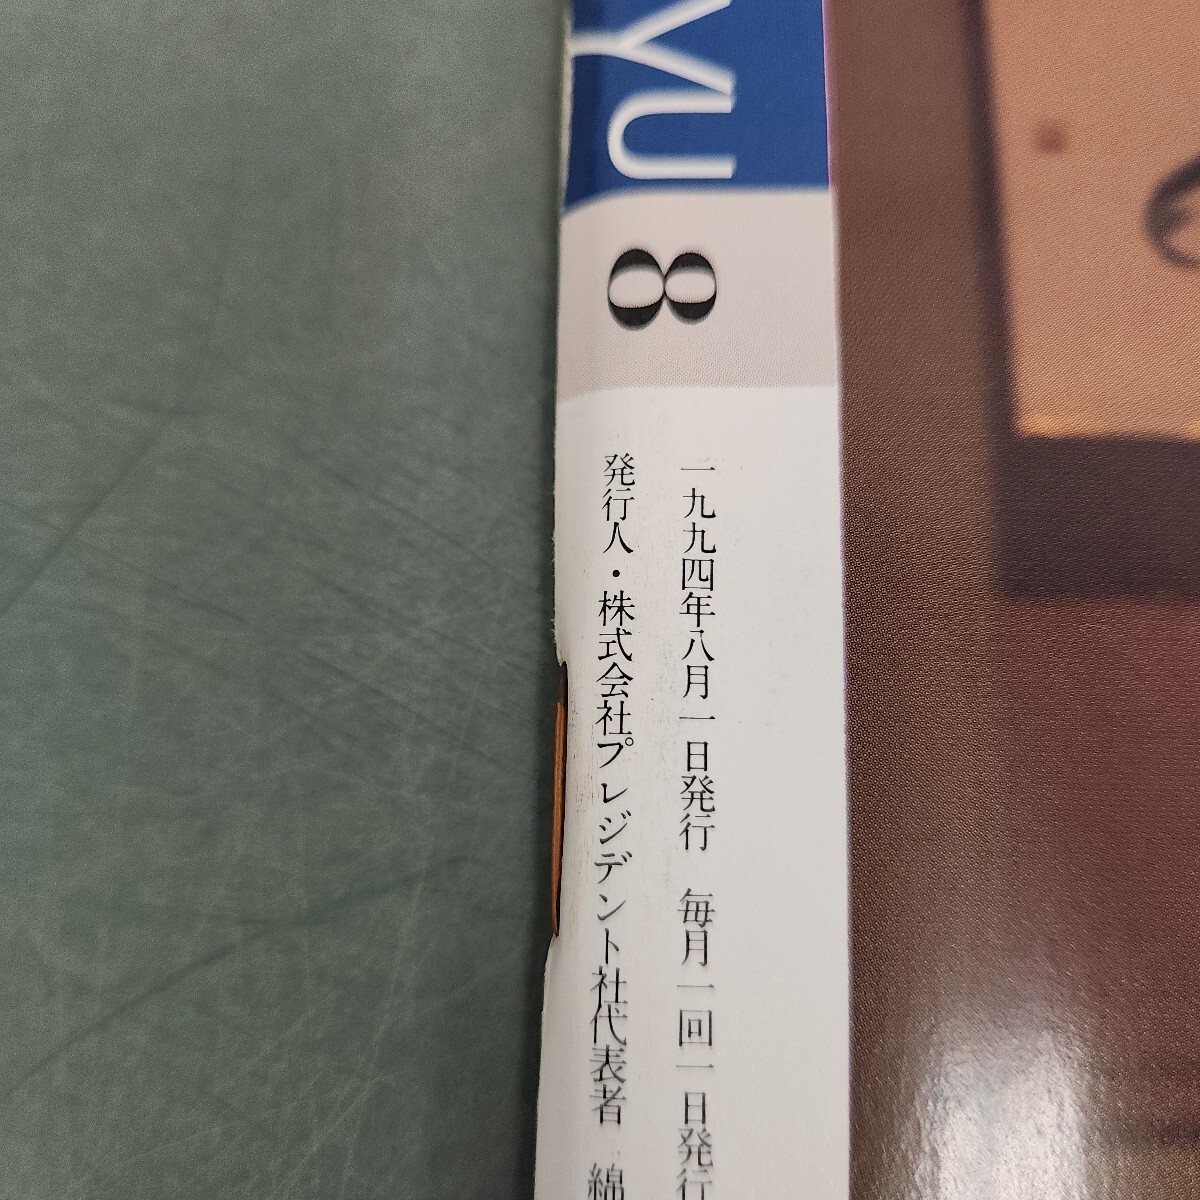 YU
8
一九九四年八月一日発行　毎月一回一日発行
発行人・株式会社プレジデント社代表者　綿